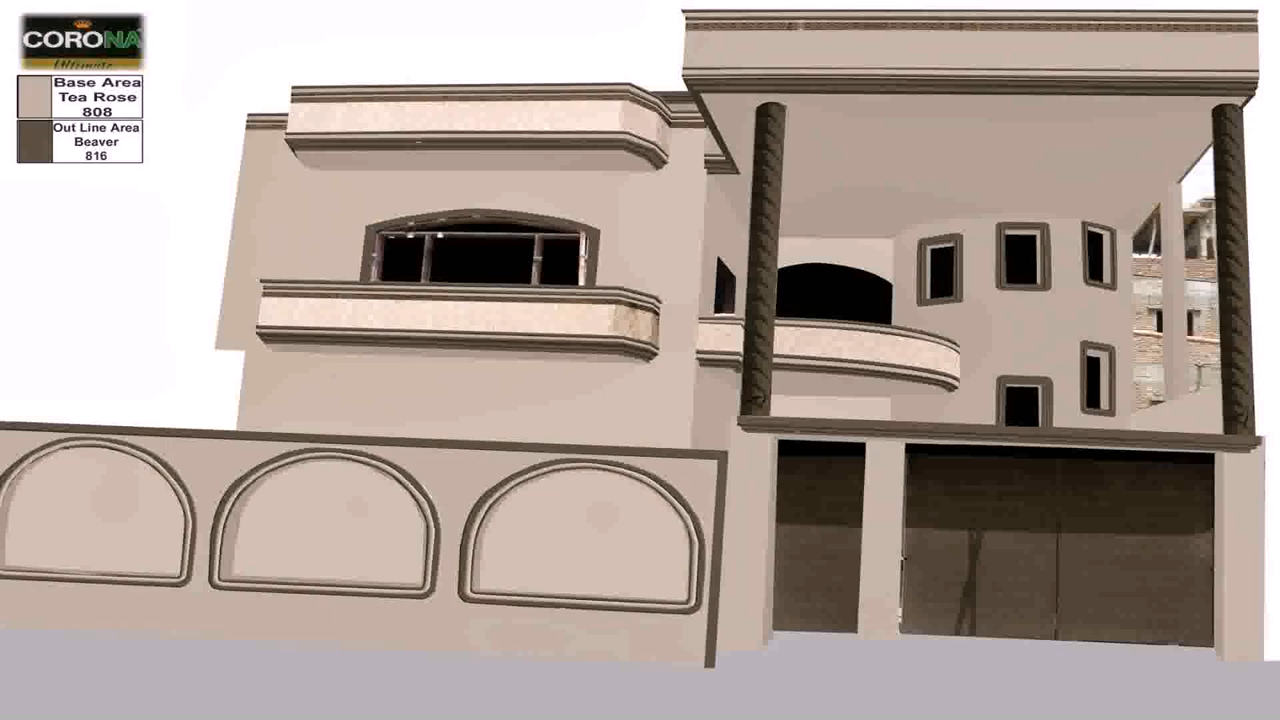 CORONA
Ultimate
Base Area
Tea Rose
808
Out Line Area
Beaver
816